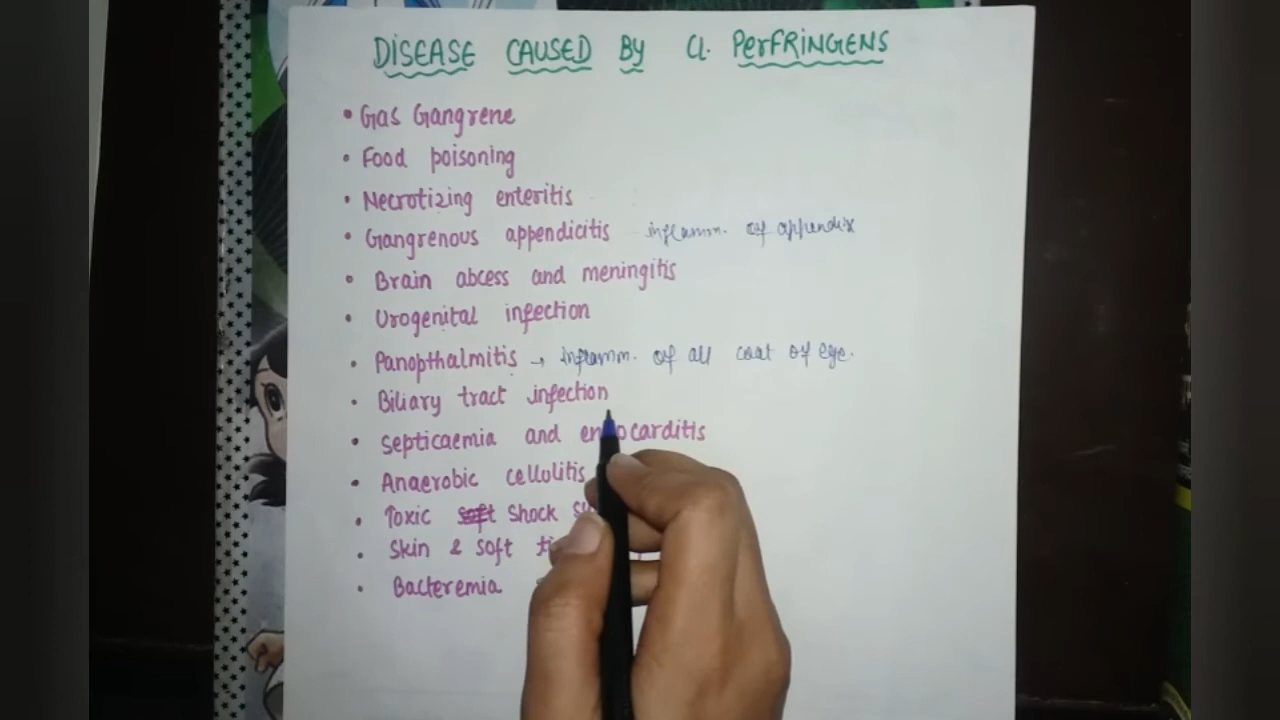 DISEASE CAUSED By Cl. PerFRiNGENS
• Gas Gangrene
• Food poisoning
• Necrotizing enteritis
• Gangrenous appendicitis inflamm. of appendix
• Brain abcess and meningitis
• Urogenital infection
• Panopthalmitis → inflamm. of all coat of eye.
• Biliary tract infection
• Septicaemia and carditis
• Anaerobic cellolitis
• Toxic Shock
• Skin & Soft
• Bacteremia